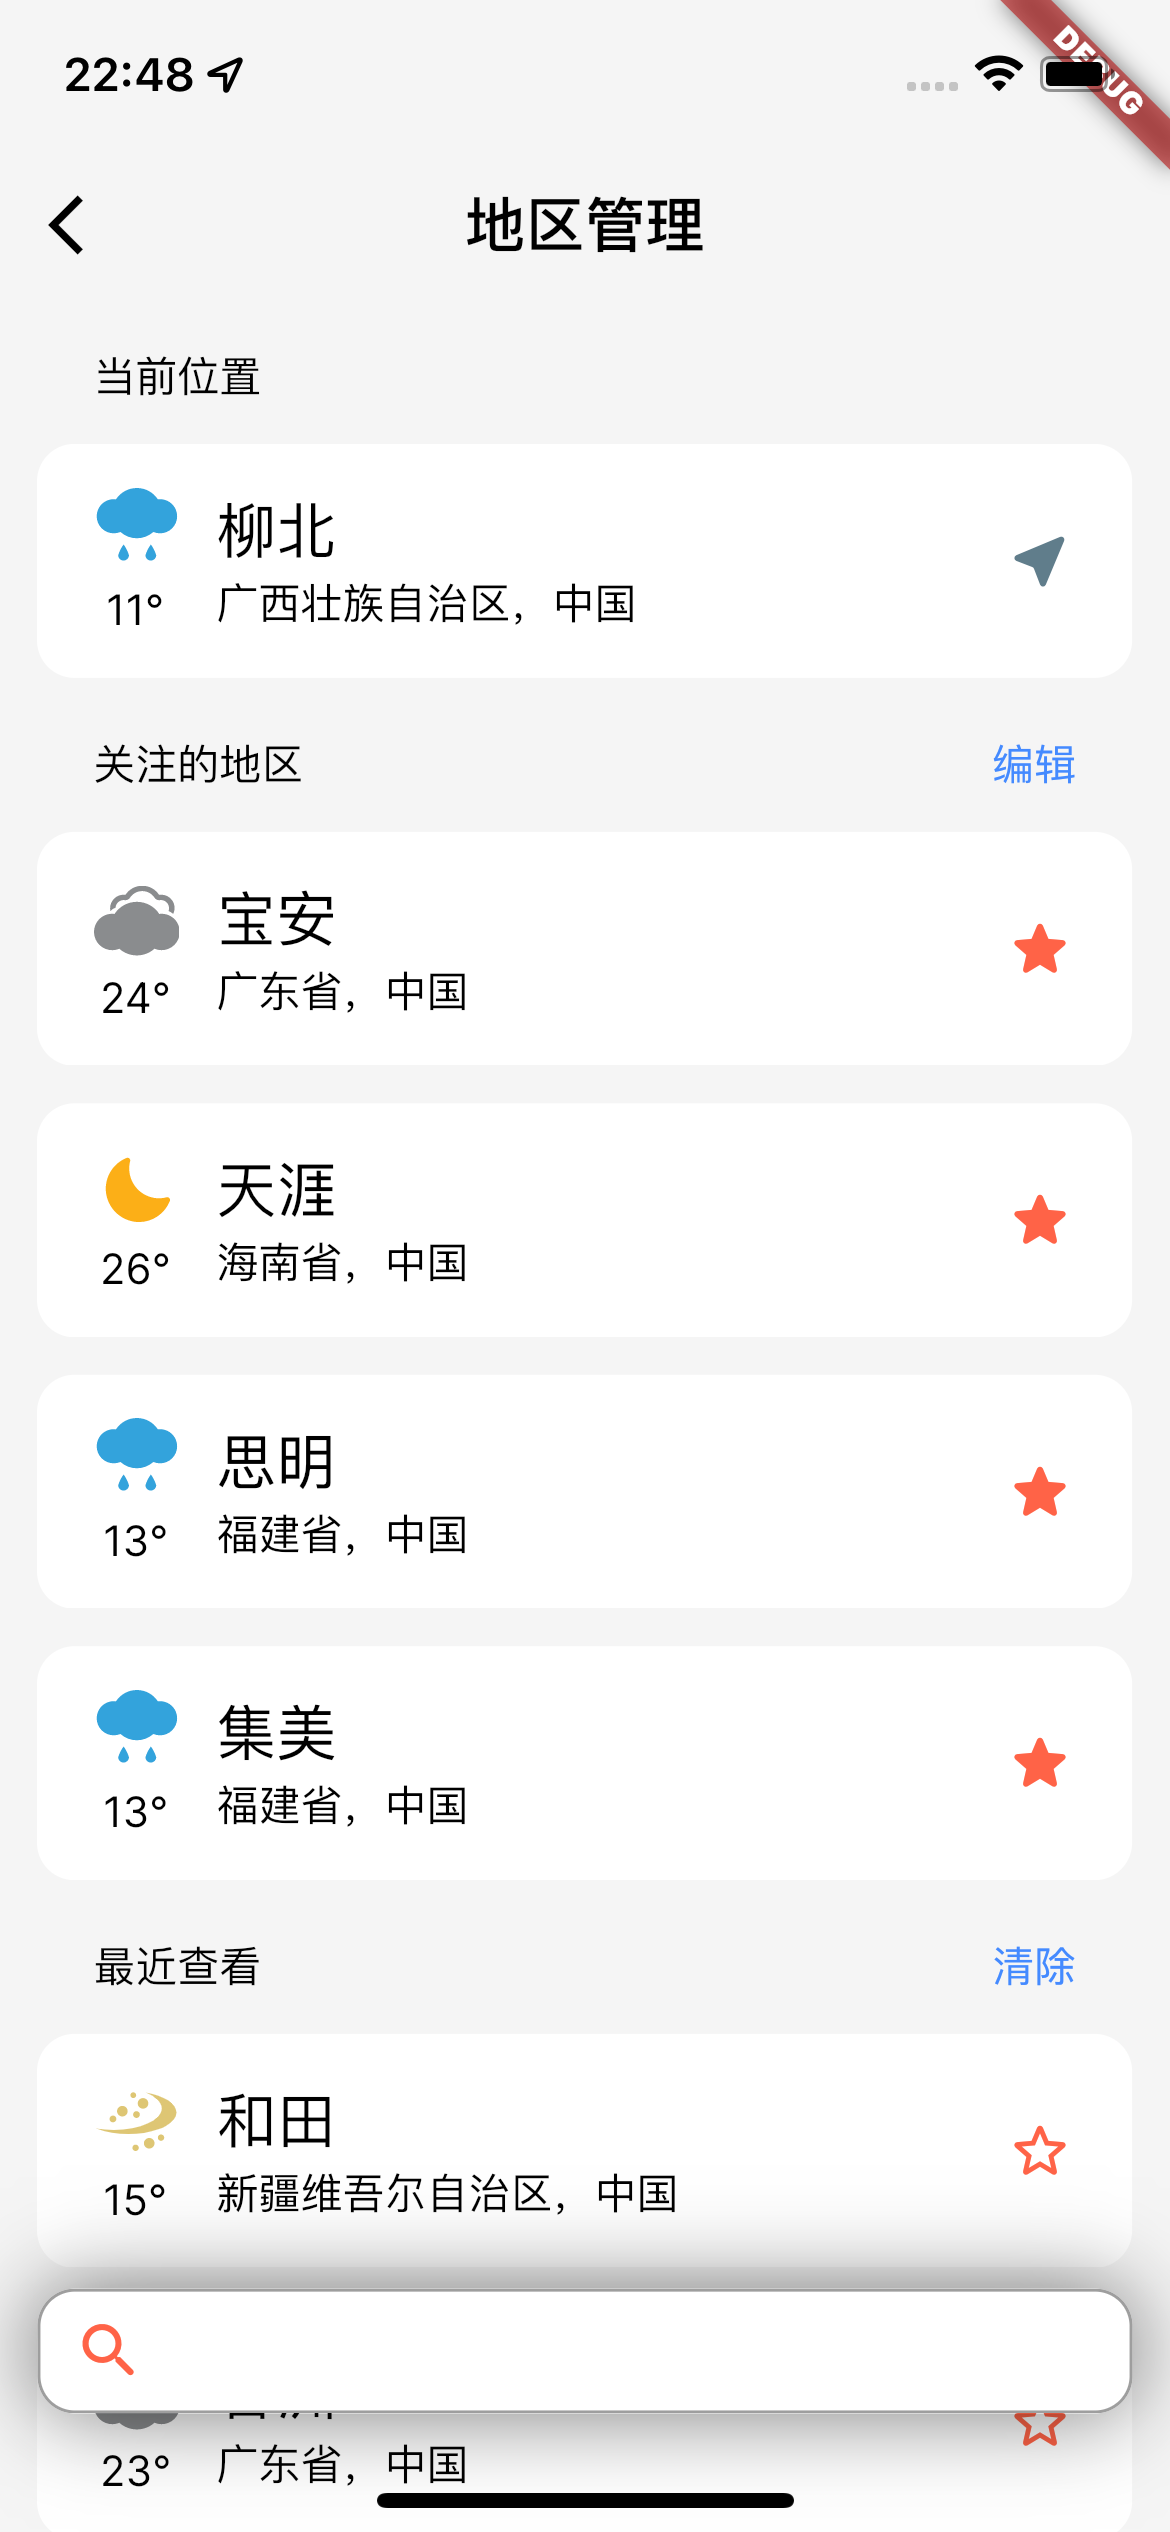 22:48
DEBUG
地区管理
当前位置
柳北
11°
广西壮族自治区，中国
关注的地区
编辑
宝安
24°
广东省，中国
天涯
26°
海南省，中国
思明
13°
福建省，中国
集美
13°
福建省，中国
最近查看
清除
和田
15°
新疆维吾尔自治区，中国
23°
广东省，中国